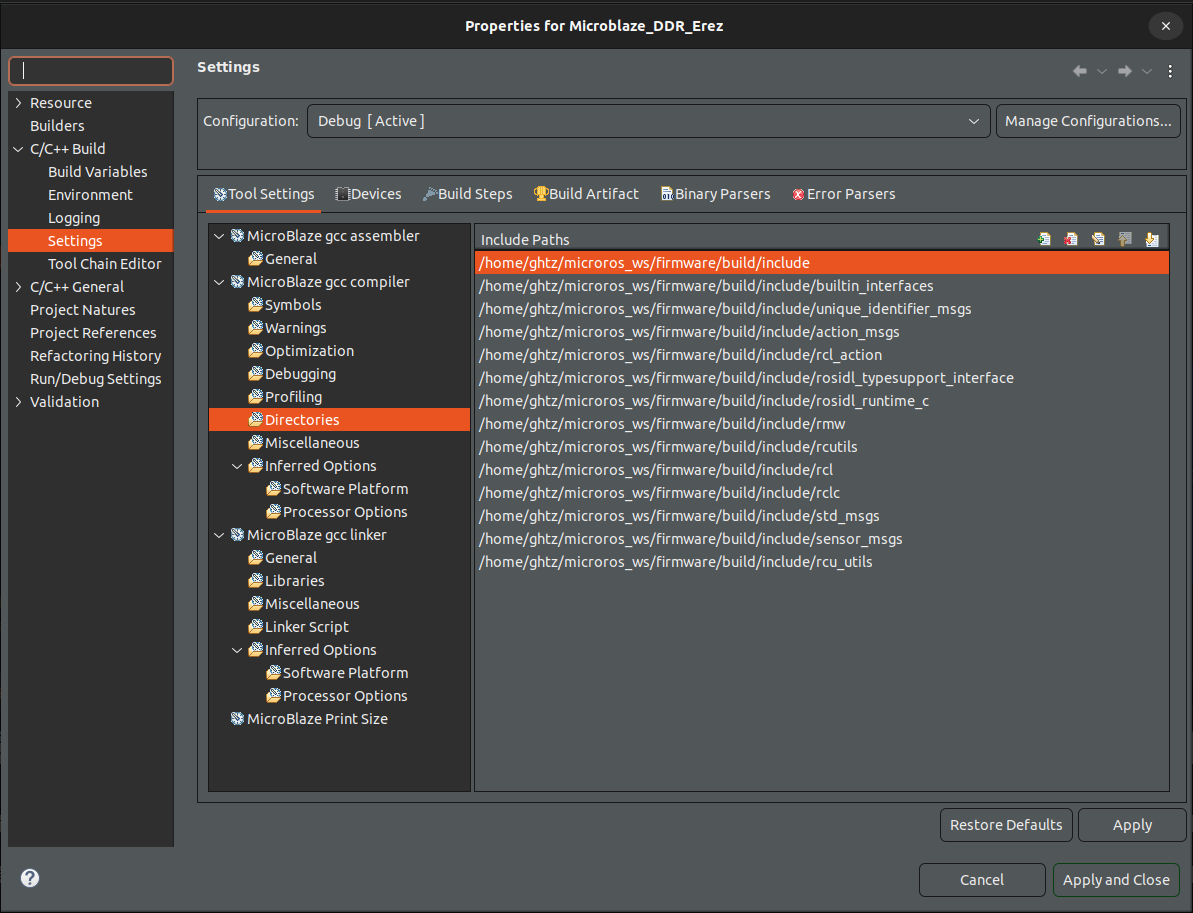 Properties for Microblaze_DDR_Erez
Settings
Resource
Builders
C/C++ Build
Build Variables
Environment
Logging
Settings
Tool Chain Editor
C/C++ General
Project Natures
Project References
Refactoring History
Run/Debug Settings
Validation
Configuration: Debug [ Active ] Manage Configurations...
Tool Settings Devices Build Steps Build Artifact Binary Parsers Error Parsers
MicroBlaze gcc assembler
General
MicroBlaze gcc compiler
Symbols
Warnings
Optimization
Debugging
Profiling
Directories
Miscellaneous
Inferred Options
Software Platform
Processor Options
MicroBlaze gcc linker
General
Libraries
Miscellaneous
Linker Script
Inferred Options
Software Platform
Processor Options
MicroBlaze Print Size
Include Paths
/home/ghtz/microros_ws/firmware/build/include
/home/ghtz/microros_ws/firmware/build/include/builtin_interfaces
/home/ghtz/microros_ws/firmware/build/include/unique_identifier_msgs
/home/ghtz/microros_ws/firmware/build/include/action_msgs
/home/ghtz/microros_ws/firmware/build/include/rcl_action
/home/ghtz/microros_ws/firmware/build/include/rosidl_typesupport_interface
/home/ghtz/microros_ws/firmware/build/include/rosidl_runtime_c
/home/ghtz/microros_ws/firmware/build/include/rmw
/home/ghtz/microros_ws/firmware/build/include/rcutils
/home/ghtz/microros_ws/firmware/build/include/rcl
/home/ghtz/microros_ws/firmware/build/include/rclc
/home/ghtz/microros_ws/firmware/build/include/std_msgs
/home/ghtz/microros_ws/firmware/build/include/sensor_msgs
/home/ghtz/microros_ws/firmware/build/include/rcu_utils
Restore Defaults Apply
Cancel Apply and Close